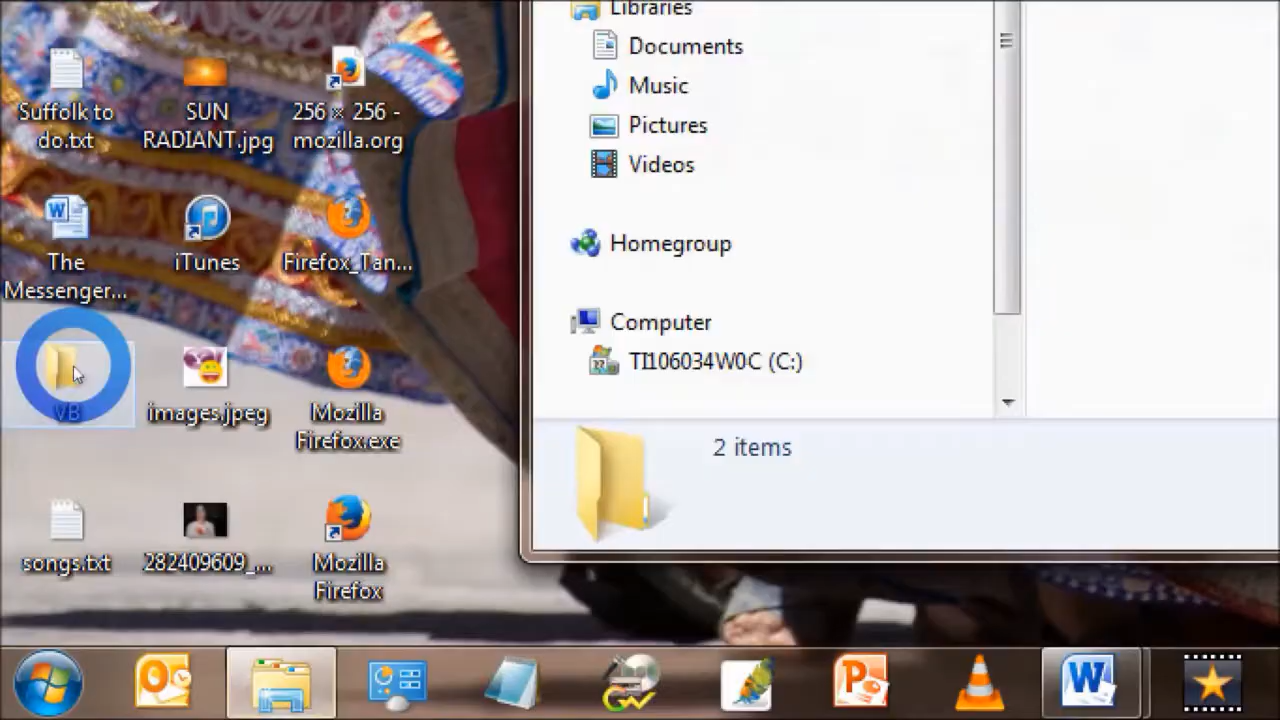 Suffolk to
do.txt
SUN
RADIANT.jpg
256 × 256 -
mozilla.org
The
Messenger...
iTunes
Firefox_Tan...
VB
images.jpeg
Mozilla
Firefox.exe
songs.txt
282409609_...
Mozilla
Firefox
Libraries
Documents
Music
Pictures
Videos
Homegroup
Computer
TI106034W0C (C:)
2 items